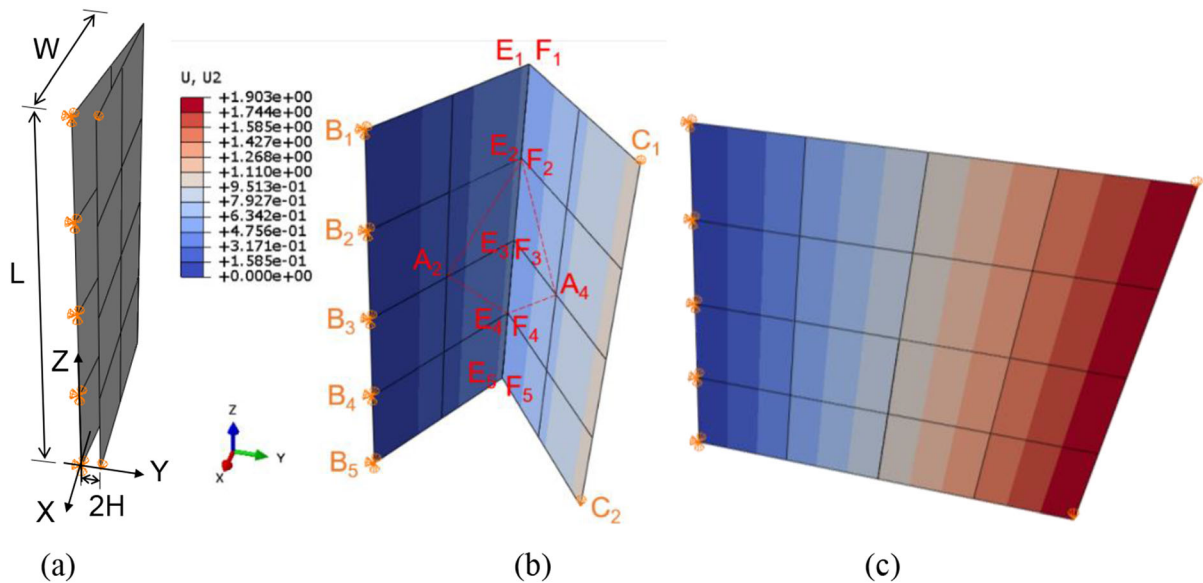 W
L
Z
Y
X
2H
(a)
U, U2
+1.903e+00
+1.744e+00
+1.585e+00
+1.427e+00
+1.268e+00
+1.110e+00
+9.513e-01
+7.927e-01
+6.342e-01
+4.756e-01
+3.171e-01
+1.585e-01
+0.000e+00
Z
Y
X
E1 F1
B1
C1
E2 F2
B2
A2
E3 F3
A4
B3
E4 F4
B4
E5 F5
B5
C2
(b)
(c)